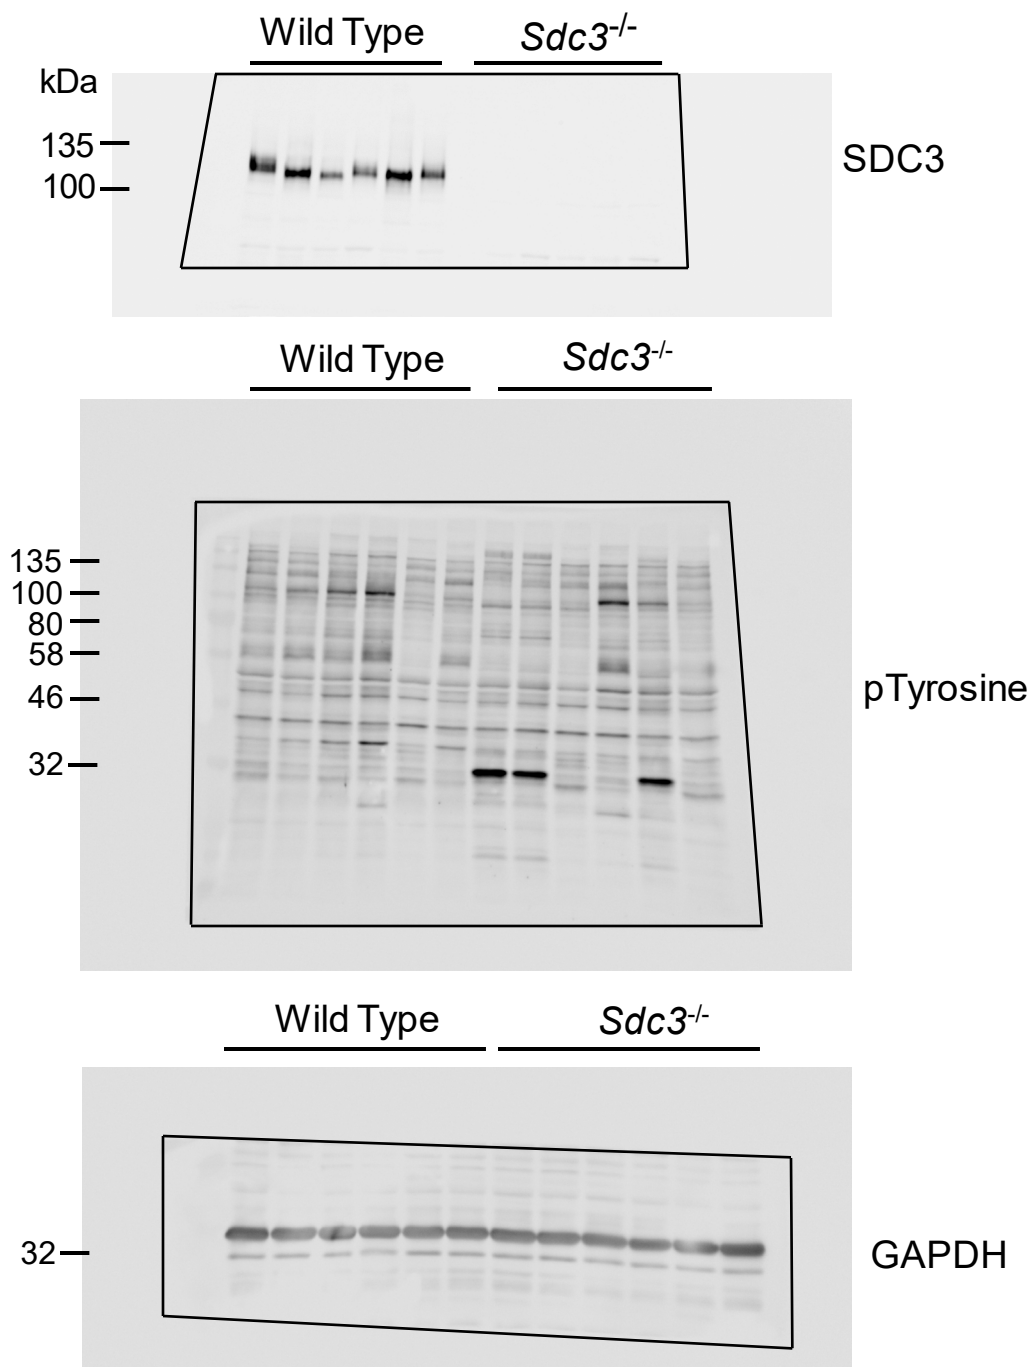 Wild Type Sdc3-/-
kDa
135
100
SDC3
Wild Type Sdc3-/-
135
100
80
58
46
32
pTyrosine
Wild Type Sdc3-/-
32
GAPDH